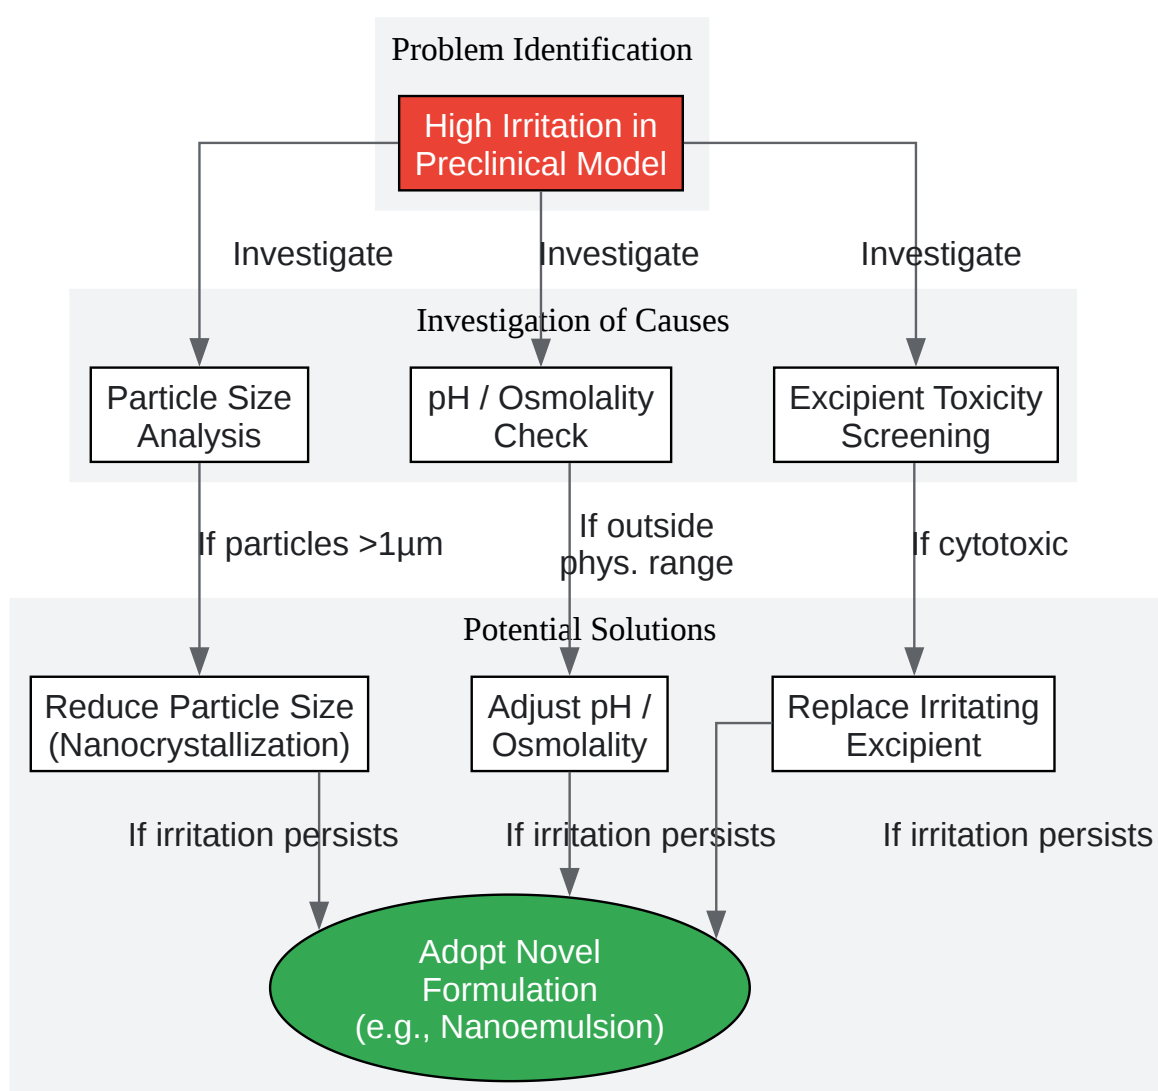 Problem Identification
High Irritation in
Preclinical Model
Investigate
Investigate
Investigate
Investigation of Causes
Particle Size
Analysis
pH / Osmolality
Check
Excipient Toxicity
Screening
If particles >1µm
If outside
phys. range
If cytotoxic
Potential Solutions
Reduce Particle Size
(Nanocrystallization)
Adjust pH /
Osmolality
Replace Irritating
Excipient
If irritation persists
If irritation persists
If irritation persists
Adopt Novel
Formulation
(e.g., Nanoemulsion)